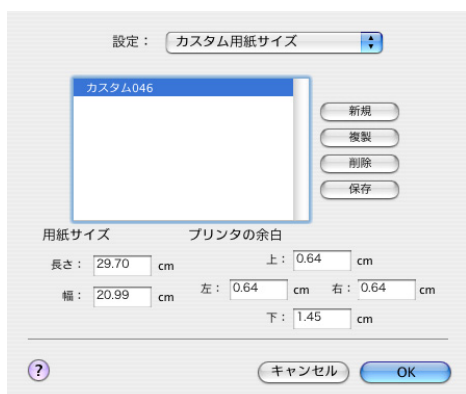 設定： カスタム用紙サイズ
カスタム046
新規
複製
削除
保存
用紙サイズ プリンタの余白
長さ： 29.70 cm
幅： 20.99 cm
上： 0.64 cm
左： 0.64 cm 右： 0.64 cm
下： 1.45 cm
? キャンセル OK